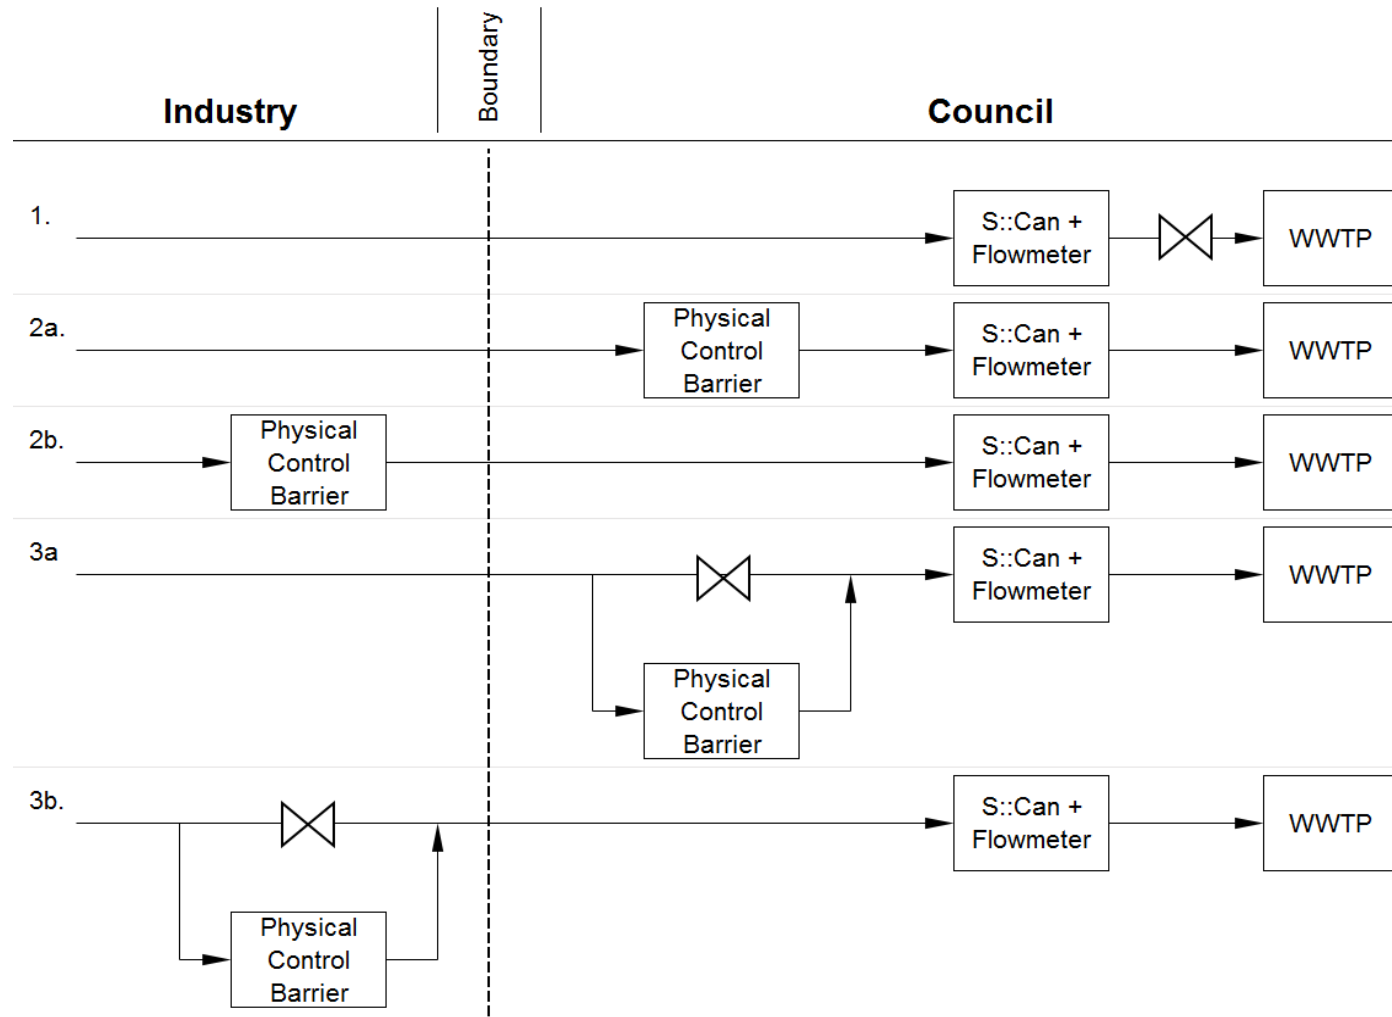 Boundary
Industry
Council
1.
S::Can +
Flowmeter
WWTP
2a.
Physical
Control
Barrier
S::Can +
Flowmeter
WWTP
2b.
Physical
Control
Barrier
S::Can +
Flowmeter
WWTP
3a
S::Can +
Flowmeter
WWTP
Physical
Control
Barrier
3b.
S::Can +
Flowmeter
WWTP
Physical
Control
Barrier